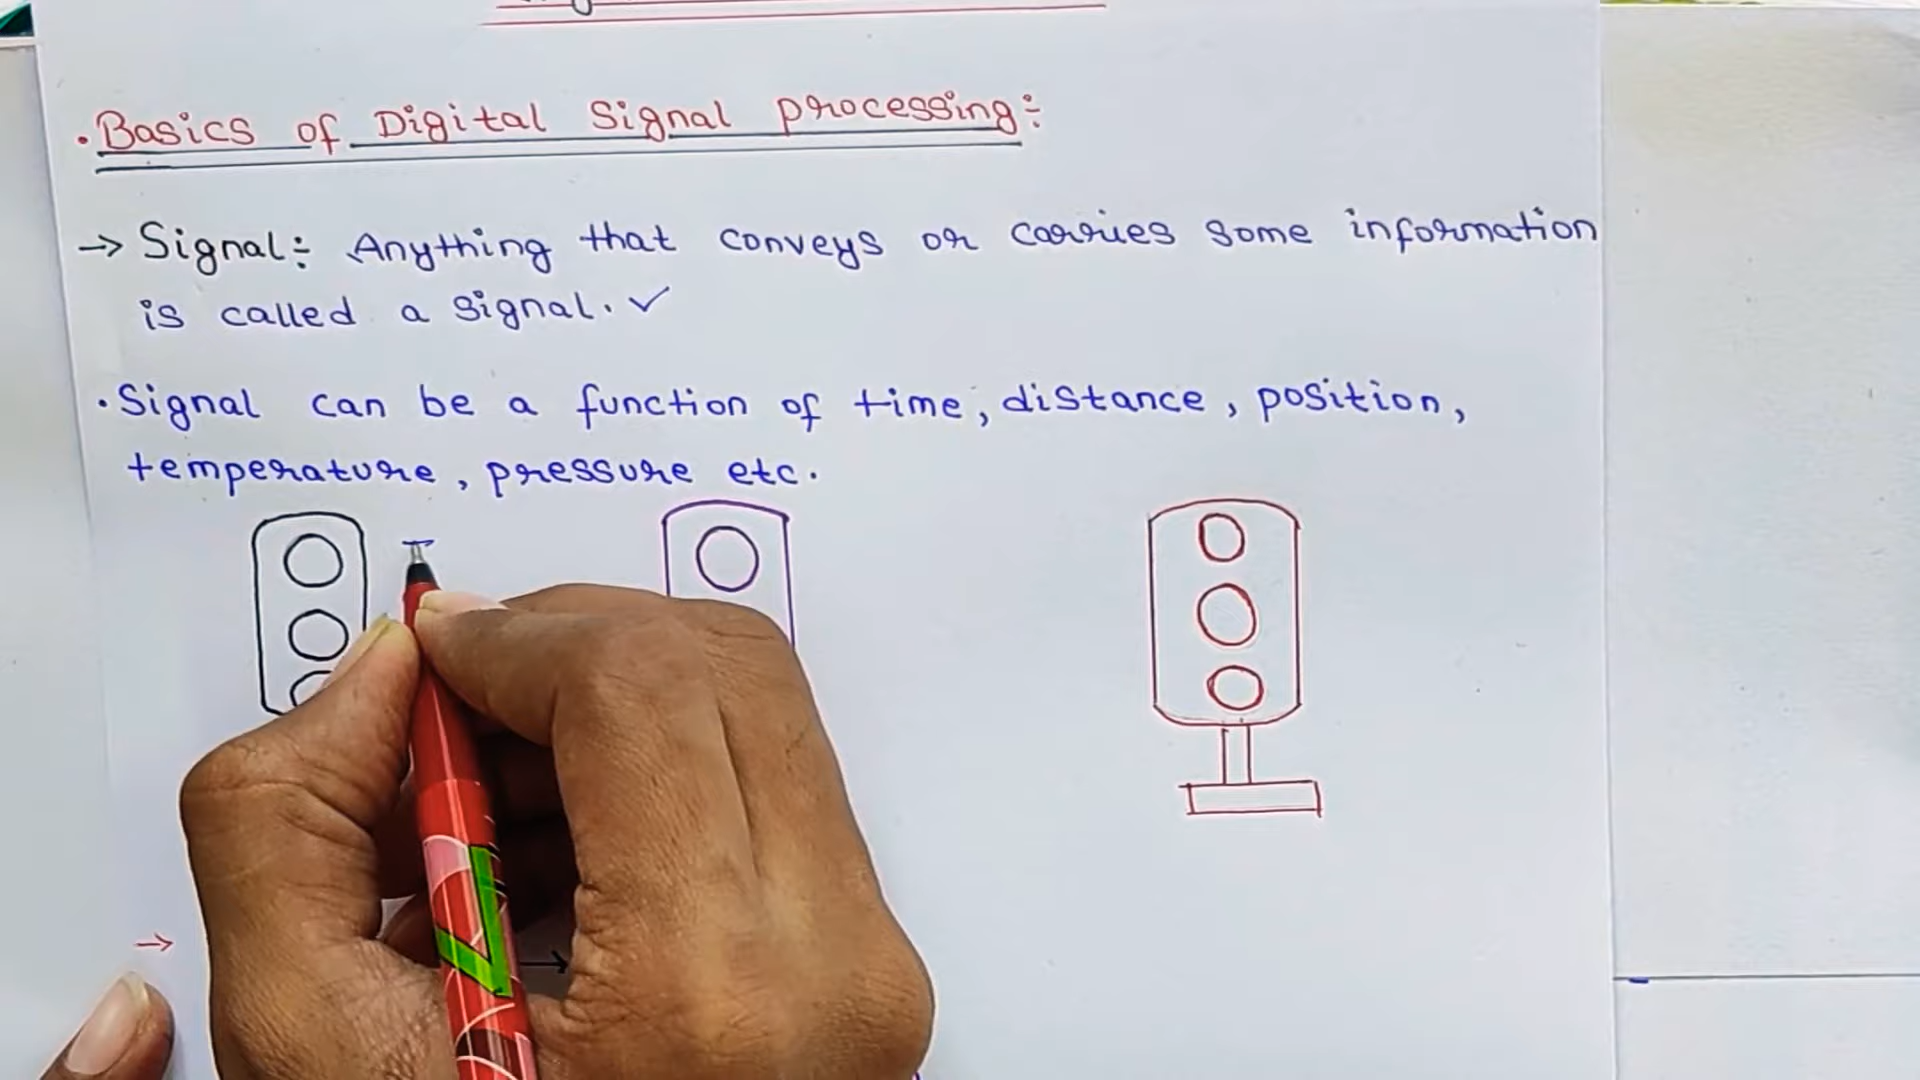 • Basics of Digital Signal processing:
→ Signal: Anything that conveys or carries some information
is called a signal. ✓
• Signal can be a function of time, distance, position,
temperature, pressure etc.